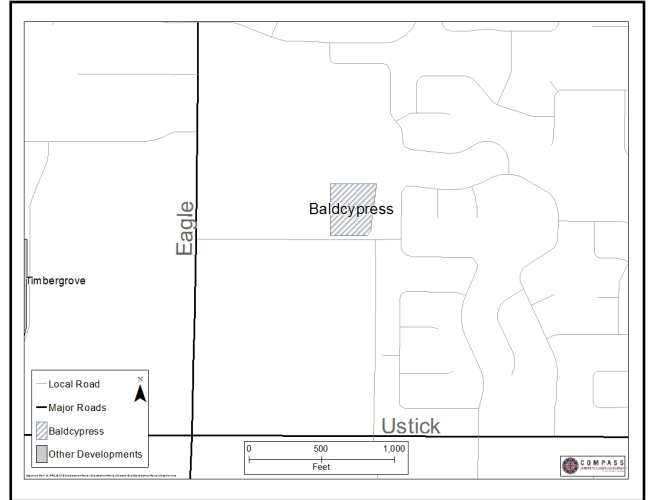 Baldcypress
Eagle
Timbergrove
N
Local Road
Major Roads
Baldcypress
Other Developments
Ustick
0 500 1,000
Feet
COMPASS